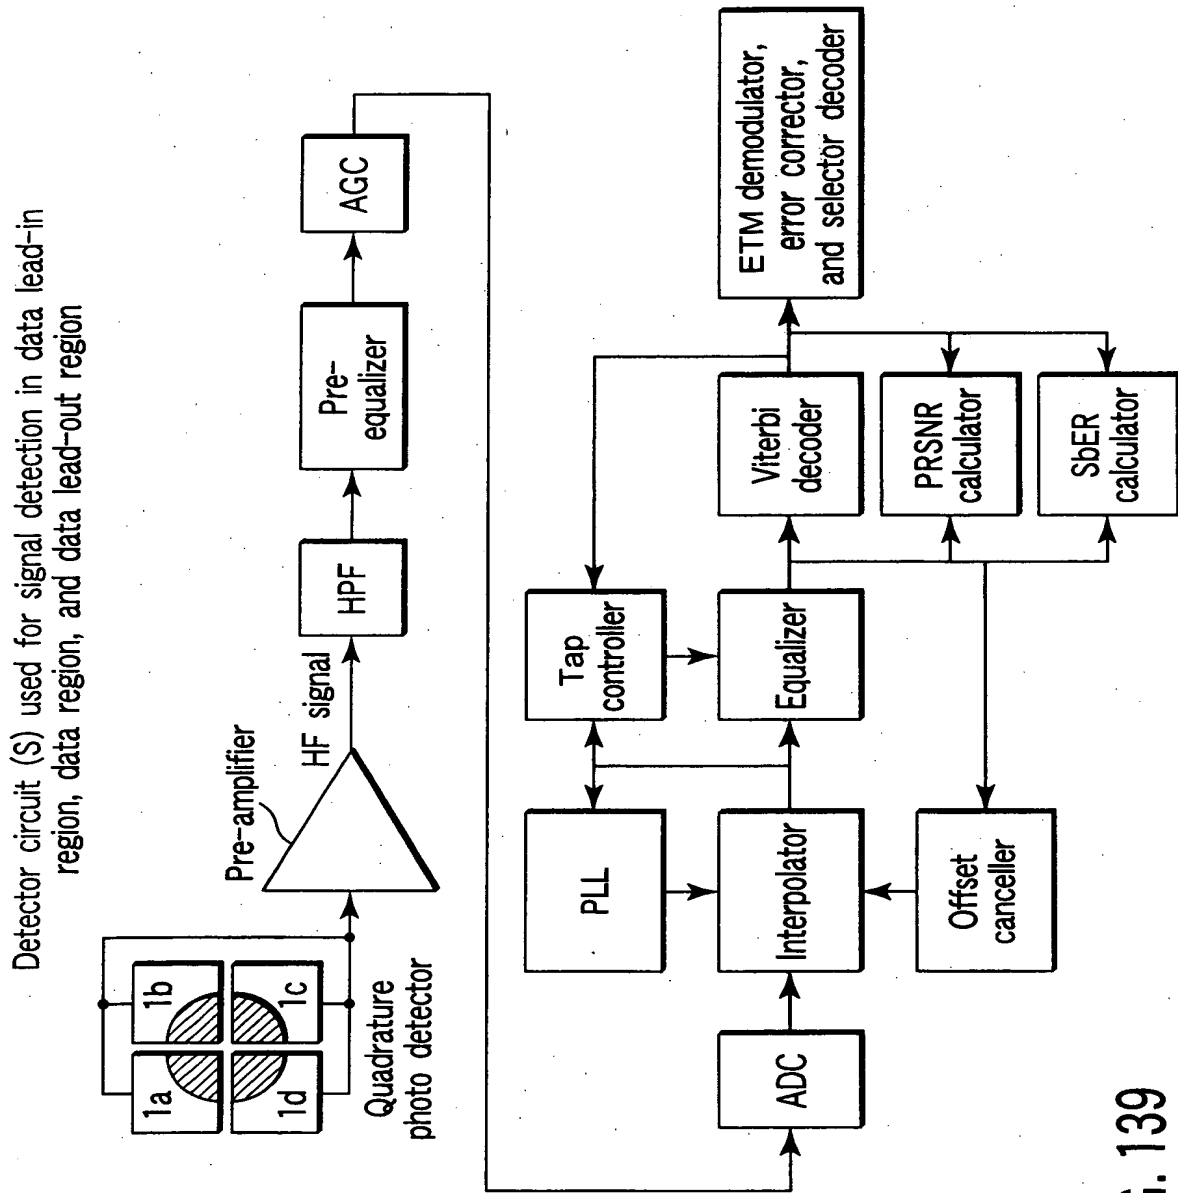 Detector circuit (S) used for signal detection in data lead-in
region, data region, and data lead-out region
1a
1b
1c
1d
Quadrature
photo detector
Pre-amplifier
HF signal
HPF
Pre-
equalizer
AGC
ADC
PLL
Interpolator
Offset
canceller
Tap
controller
Equalizer
Viterbi
decoder
PRSNR
calculator
SbER
calculator
ETM demodulator,
error corrector,
and selector decoder
139